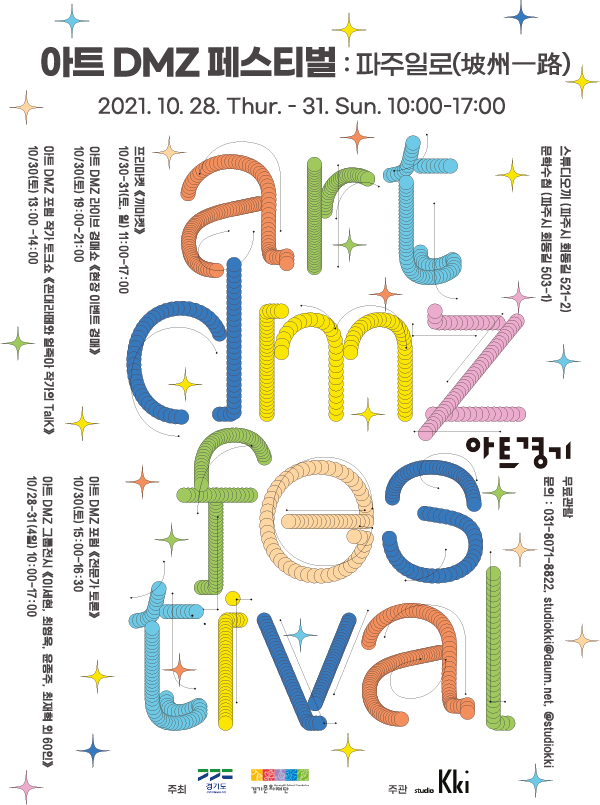 아트 DMZ 페스티벌 : 파주일로(坡州一路)
2021. 10. 28. Thur. - 31. Sun. 10:00-17:00
art
dmz
fes
tival
스튜디오끼 (파주시 회동길 521-2)
문학수첩 (파주시 회동길 503-1)
프리마켓 《끼마켓》
10/30-31(토, 일) 11:00-17:00
아트 DMZ 라이브 경매쇼 《현장 이벤트 경매》
10/30(토) 19:00-21:00
아트 DMZ 포럼 작가 토크쇼 《꼰대라떼와 얼죽아 작가의 TalK》
10/30(토) 13:00 -14:00
아트경기
무료관람
문의 : 031-8071-8822, studiokki@daum.net, @studiokki
아트 DMZ 포럼 《전문가 토론》
10/30(토) 15:00-16:30
아트 DMZ 그룹전시 《이세현, 최영욱, 윤종주, 최재혁 외 60인》
10/28-31(4일) 10:00-17:00
주최 경기도 경기문화재단
주관 studio Kki